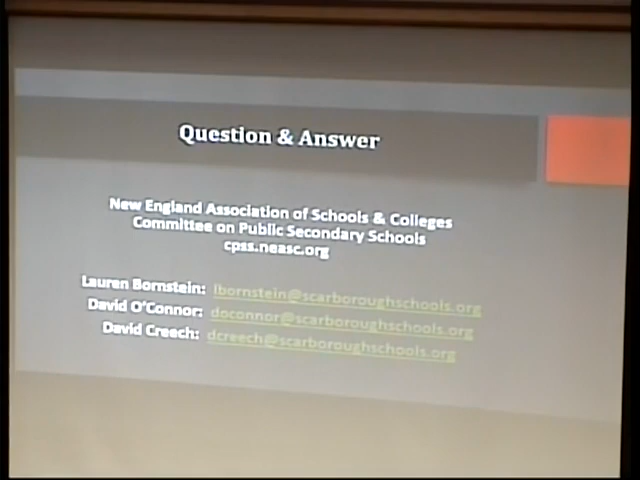 Question & Answer
New England Association of Schools & Colleges
Committee on Public Secondary Schools
cpss.neasc.org
Lauren Bornstein: lbornstein@scarboroughschools.org
David O'Connor: doconnor@scarboroughschools.org
David Creech: dcreech@scarboroughschools.org